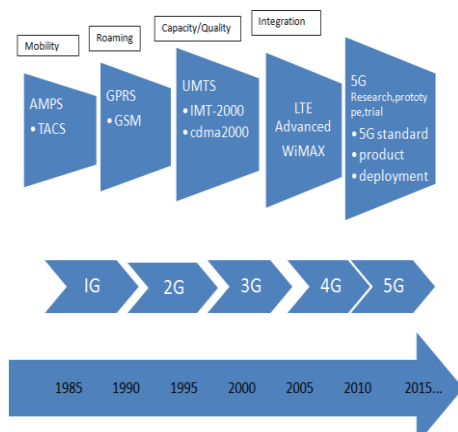 Mobility
Roaming
Capacity/Quality
Integration
AMPS
• TACS
GPRS
• GSM
UMTS
• IMT-2000
• cdma2000
LTE
Advanced
WiMAX
5G
Research,prototy
pe,trial
• 5G standard
• product
• deployment
IG
2G
3G
4G
5G
1985
1990
1995
2000
2005
2010
2015...